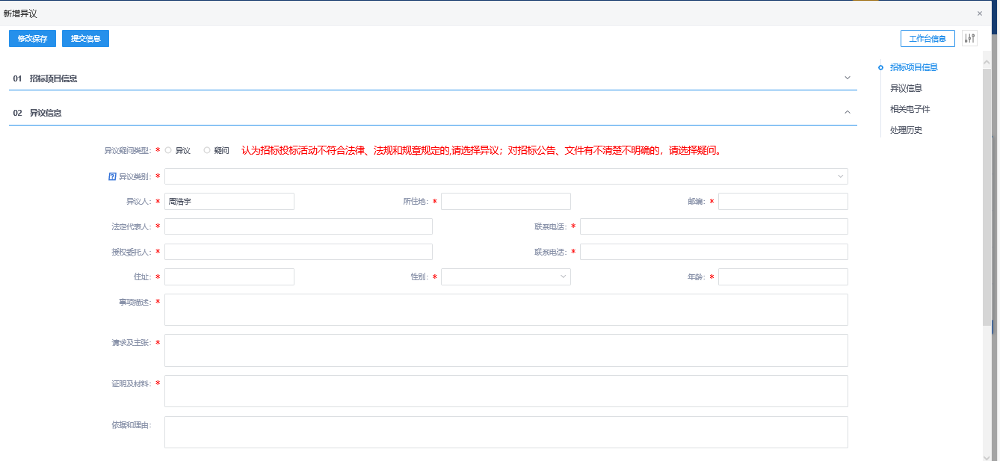 新增异议
×
修改保存 提交信息 工作台信息
01 招标项目信息
02 异议信息
招标项目信息
异议信息
相关电子件
处理历史
异议疑问类型: * 异议 疑问 认为招标投标活动不符合法律、法规和规章规定的,请选择异议；对招标公告、文件有不清楚不明确的，请选择疑问。
? 异议类别: *
异议人: * 周浩宇 所住地: * 邮编: *
法定代表人: * 联系电话: *
授权委托人: * 联系电话: *
住址: * 性别: * 年龄: *
事项描述: *
请求及主张: *
证明及材料: *
依据和理由: